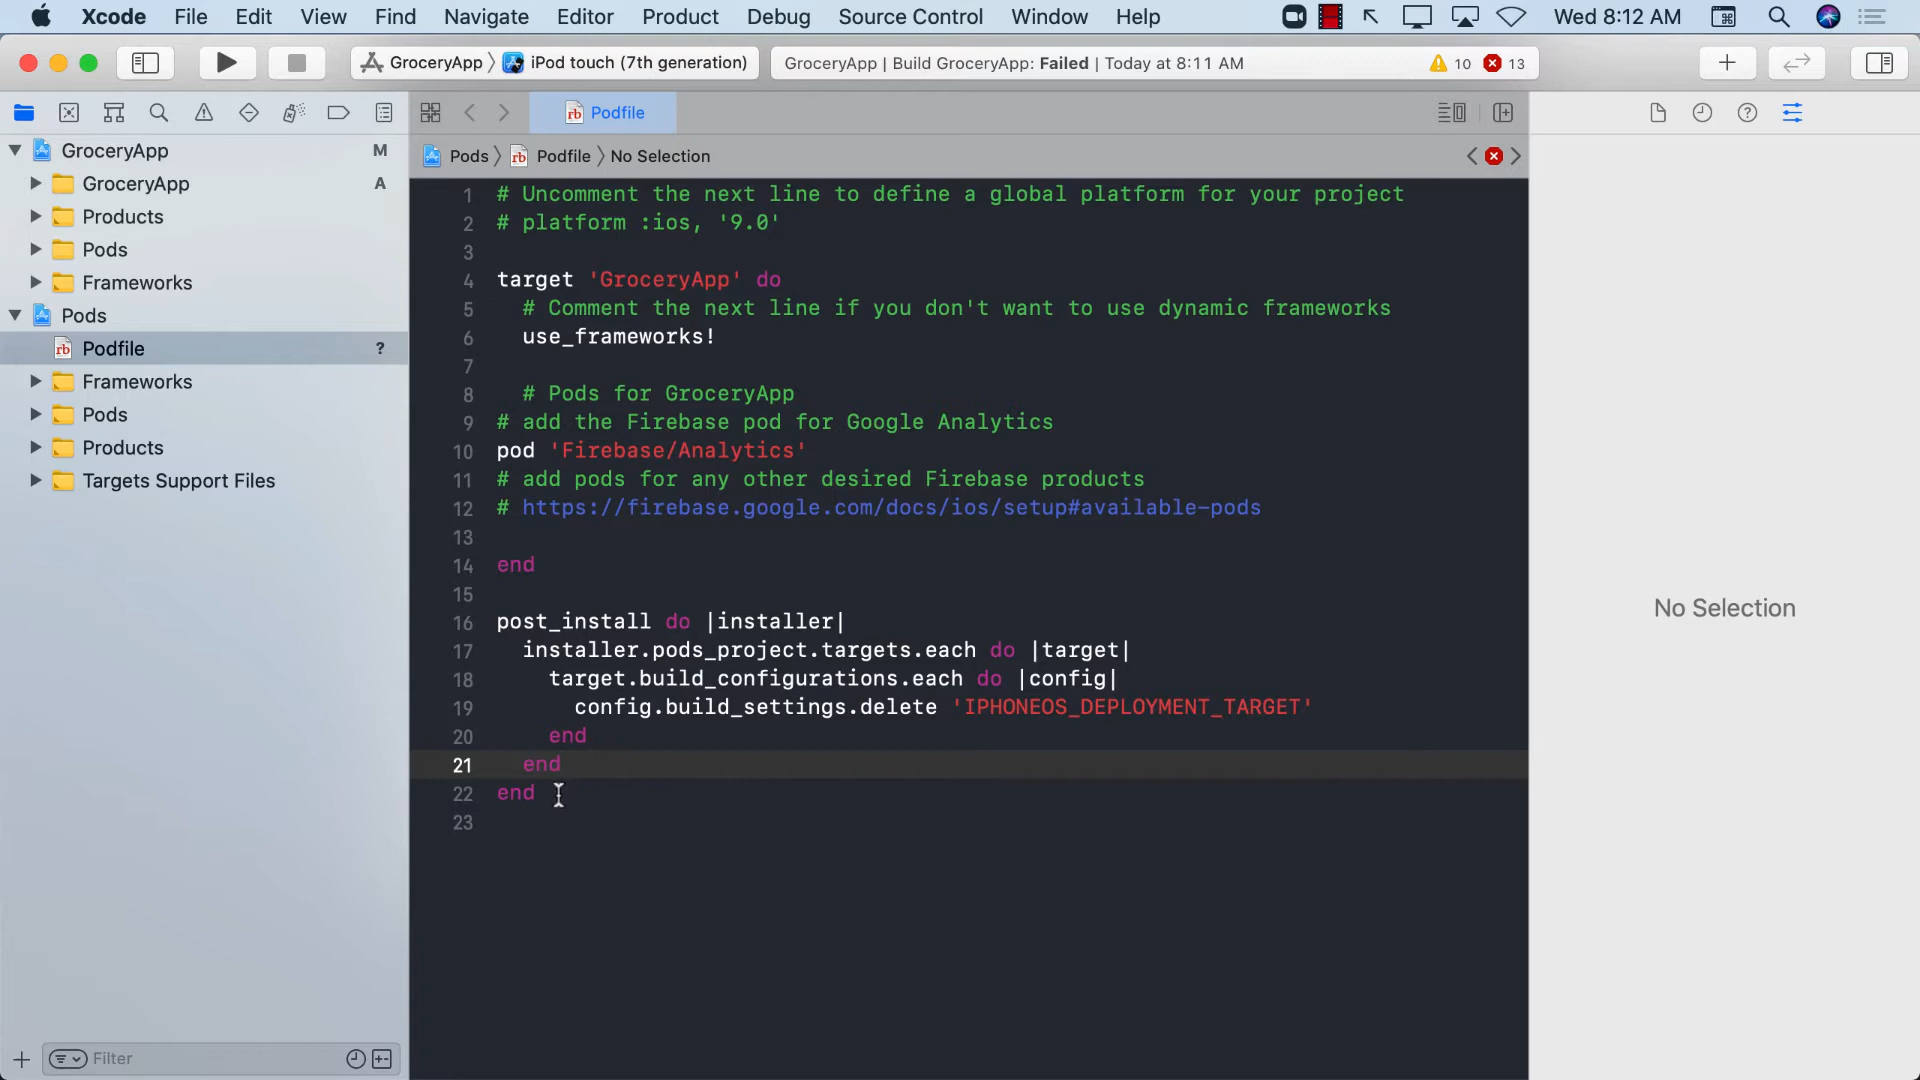 Xcode File Edit View Find Navigate Editor Product Debug Source Control Window Help Wed 8:12 AM
GroceryApp iPod touch (7th generation) GroceryApp | Build GroceryApp: Failed | Today at 8:11 AM 10 13
rb Podfile
GroceryApp M
GroceryApp A
Products
Pods
Frameworks
Pods
rb Podfile ?
Frameworks
Pods
Products
Targets Support Files
Filter
Pods rb Podfile No Selection
1 # Uncomment the next line to define a global platform for your project
2 # platform :ios, '9.0'
3
4 target 'GroceryApp' do
5 # Comment the next line if you don't want to use dynamic frameworks
6 use_frameworks!
7
8 # Pods for GroceryApp
9 # add the Firebase pod for Google Analytics
10 pod 'Firebase/Analytics'
11 # add pods for any other desired Firebase products
12 # https://firebase.google.com/docs/ios/setup#available-pods
13
14 end
15
16 post_install do |installer|
17 installer.pods_project.targets.each do |target|
18 target.build_configurations.each do |config|
19 config.build_settings.delete 'IPHONEOS_DEPLOYMENT_TARGET'
20 end
21 end
22 end
23
No Selection